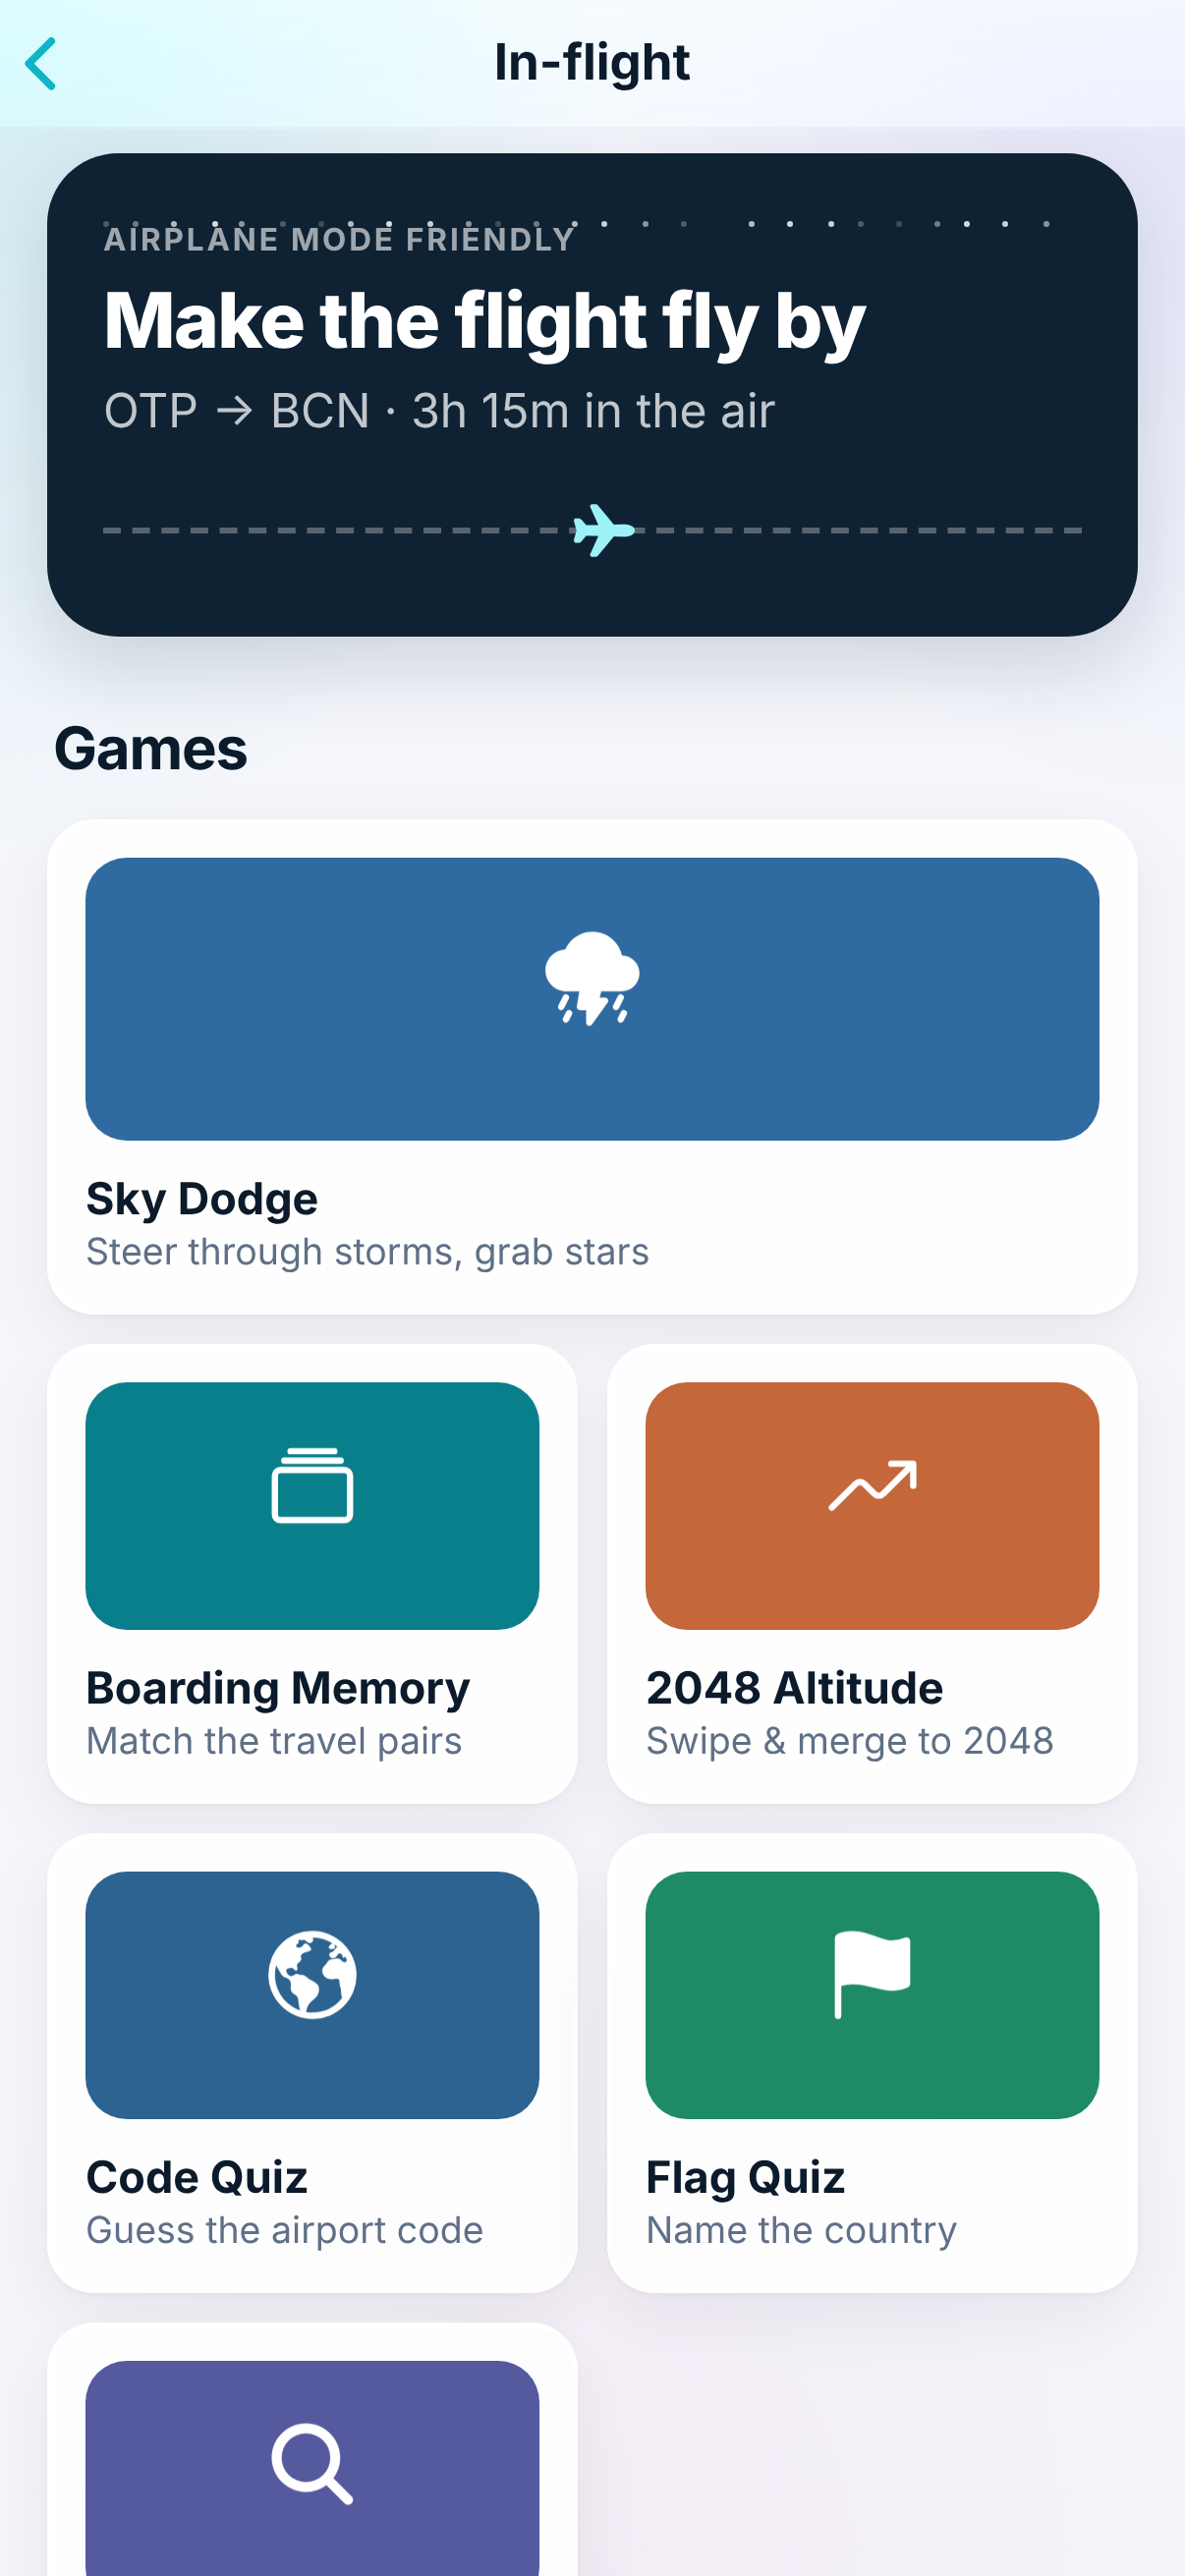 In-flight
AIRPLANE MODE FRIENDLY
Make the flight fly by
OTP → BCN · 3h 15m in the air
Games
Sky Dodge
Steer through storms, grab stars
Boarding Memory
Match the travel pairs
2048 Altitude
Swipe & merge to 2048
Code Quiz
Guess the airport code
Flag Quiz
Name the country